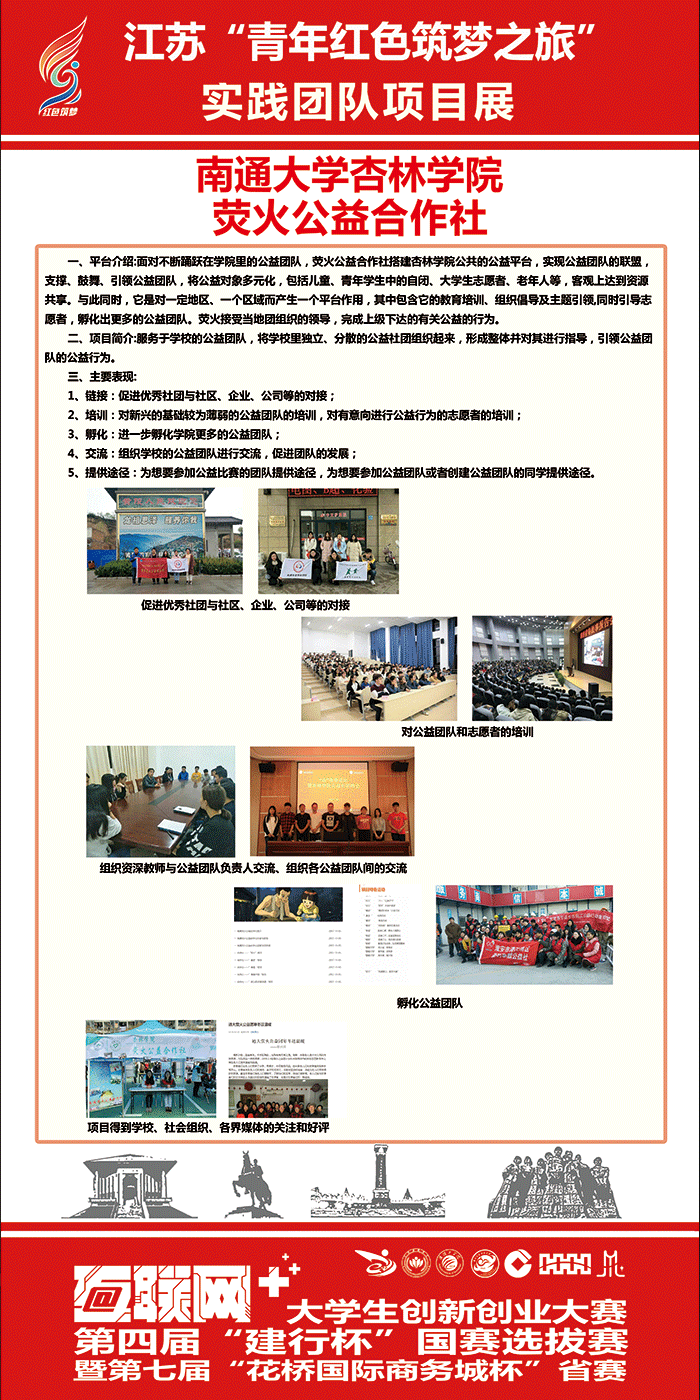 红色筑梦
江苏“青年红色筑梦之旅”
实践团队项目展
南通大学杏林学院
荧火公益合作社
一、平台介绍:面对不断踊跃在学院里的公益团队，荧火公益合作社搭建杏林学院公共的公益平台，实现公益团队的联盟，
支撑、鼓舞、引领公益团队，将公益对象多元化，包括儿童、青年学生中的自闭、大学生志愿者、老年人等，客观上达到资源
共享。与此同时，它是对一定地区、一个区域而产生一个平台作用，其中包含它的教育培训、组织倡导及主题引领,同时引导志
愿者，孵化出更多的公益团队。荧火接受当地团组织的领导，完成上级下达的有关公益的行为。
二、项目简介:服务于学校的公益团队，将学校里独立、分散的公益社团组织起来，形成整体并对其进行指导，引领公益团
队的公益行为。
三、主要表现:
1、链接：促进优秀社团与社区、企业、公司等的对接；
2、培训：对新兴的基础较为薄弱的公益团队的培训，对有意向进行公益行为的志愿者的培训；
3、孵化：进一步孵化学院更多的公益团队；
4、交流：组织学校的公益团队进行交流，促进团队的发展；
5、提供途径：为想要参加公益比赛的团队提供途径，为想要参加公益团队或者创建公益团队的同学提供途径。
促进优秀社团与社区、企业、公司等的对接
对公益团队和志愿者的培训
组织资深教师与公益团队负责人交流、组织各公益团队间的交流
孵化公益团队
荧火公益合作社
项目得到学校、社会组织、各界媒体的关注和好评
互联网+
大学生创新创业大赛
第四届“建行杯”国赛选拔赛
暨第七届“花桥国际商务城杯”省赛